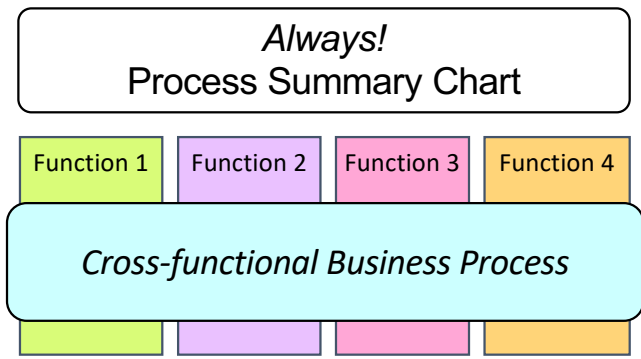 Always!
Process Summary Chart
Function 1
Function 2
Function 3
Function 4
Cross-functional Business Process